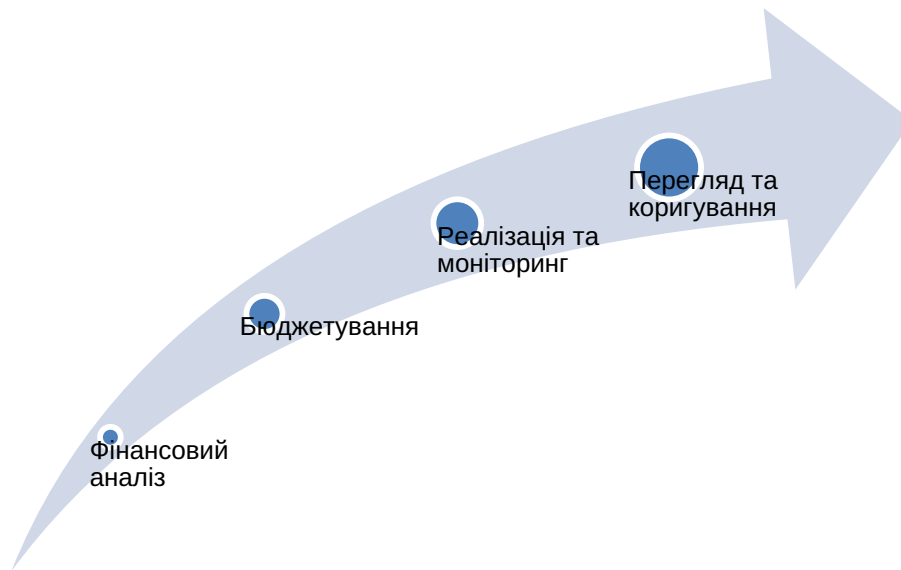 Фінансовий
аналіз
Бюджетування
Реалізація та
моніторинг
Перегляд та
коригування